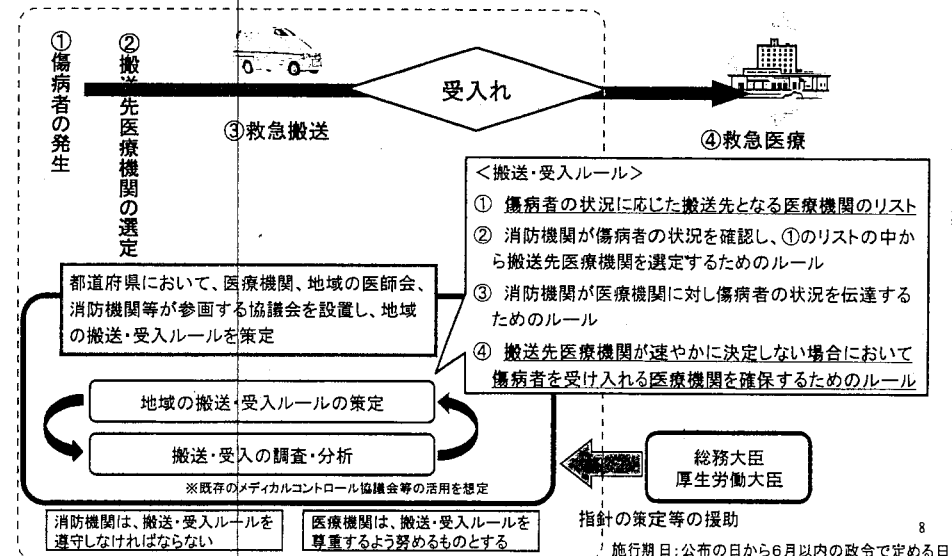 ①傷病者の発生
②搬送先医療機関の選定
受入れ
③救急搬送
④救急医療
＜搬送・受入ルール＞
① 傷病者の状況に応じた搬送先となる医療機関のリスト
② 消防機関が傷病者の状況を確認し、①のリストの中か
ら搬送先医療機関を選定するためのルール
③ 消防機関が医療機関に対し傷病者の状況を伝達する
ためのルール
④ 搬送先医療機関が速やかに決定しない場合において
傷病者を受け入れる医療機関を確保するためのルール
都道府県において、医療機関、地域の医師会、
消防機関等が参画する協議会を設置し、地域
の搬送・受入ルールを策定
地域の搬送・受入ルールの策定
搬送・受入の調査・分析
※既存のメディカルコントロール協議会等の活用を想定
総務大臣
厚生労働大臣
指針の策定等の援助
消防機関は、搬送・受入ルールを
遵守しなければならない
医療機関は、搬送・受入ルールを
尊重するよう努めるものとする
8
施行期日:公布の日から6月以内の政令で定める日